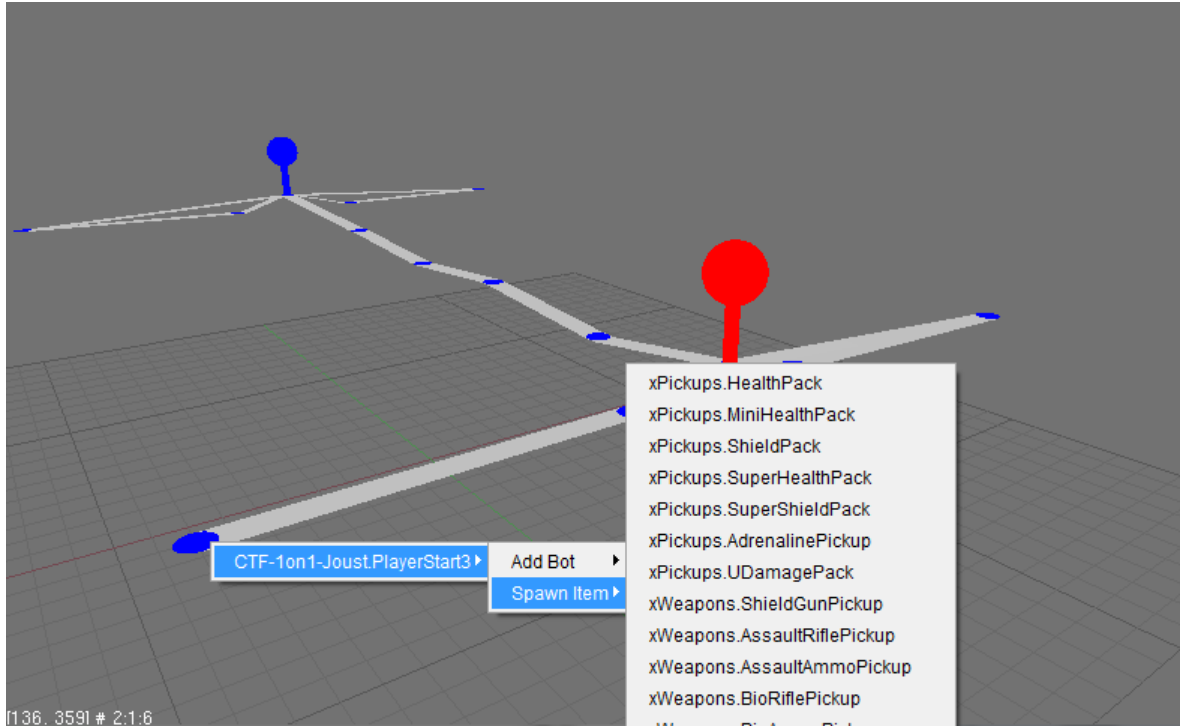 xPickups.HealthPack
xPickups.MiniHealthPack
xPickups.ShieldPack
xPickups.SuperHealthPack
xPickups.SuperShieldPack
CTF-1on1-Joust.PlayerStart3
Add Bot
xPickups.AdrenalinePickup
Spawn Item
xPickups.UDamagePack
xWeapons.ShieldGunPickup
xWeapons.AssaultRiflePickup
xWeapons.AssaultAmmoPickup
xWeapons.BioRiflePickup
[136, 359] # 2:1:6